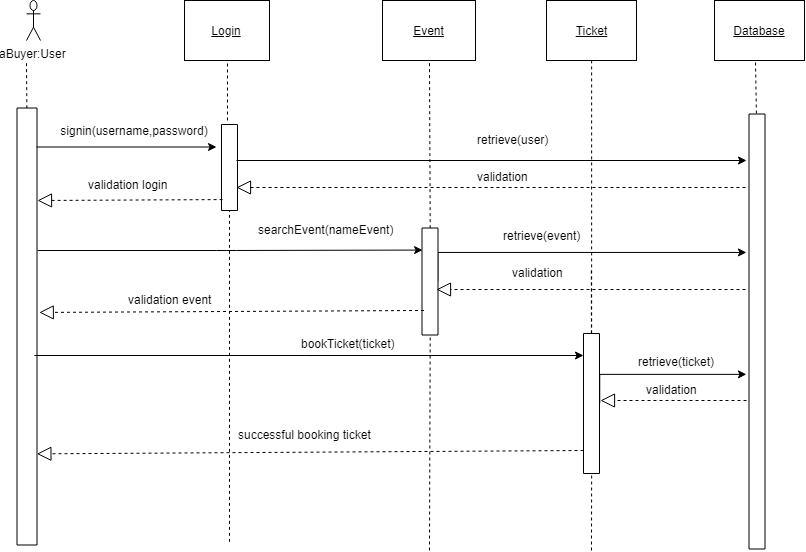 Login
Event
Ticket
Database
aBuyer:User
signin(username,password)
retrieve(user)
validation
validation login
searchEvent(nameEvent)
retrieve(event)
validation
validation event
bookTicket(ticket)
retrieve(ticket)
validation
successful booking ticket